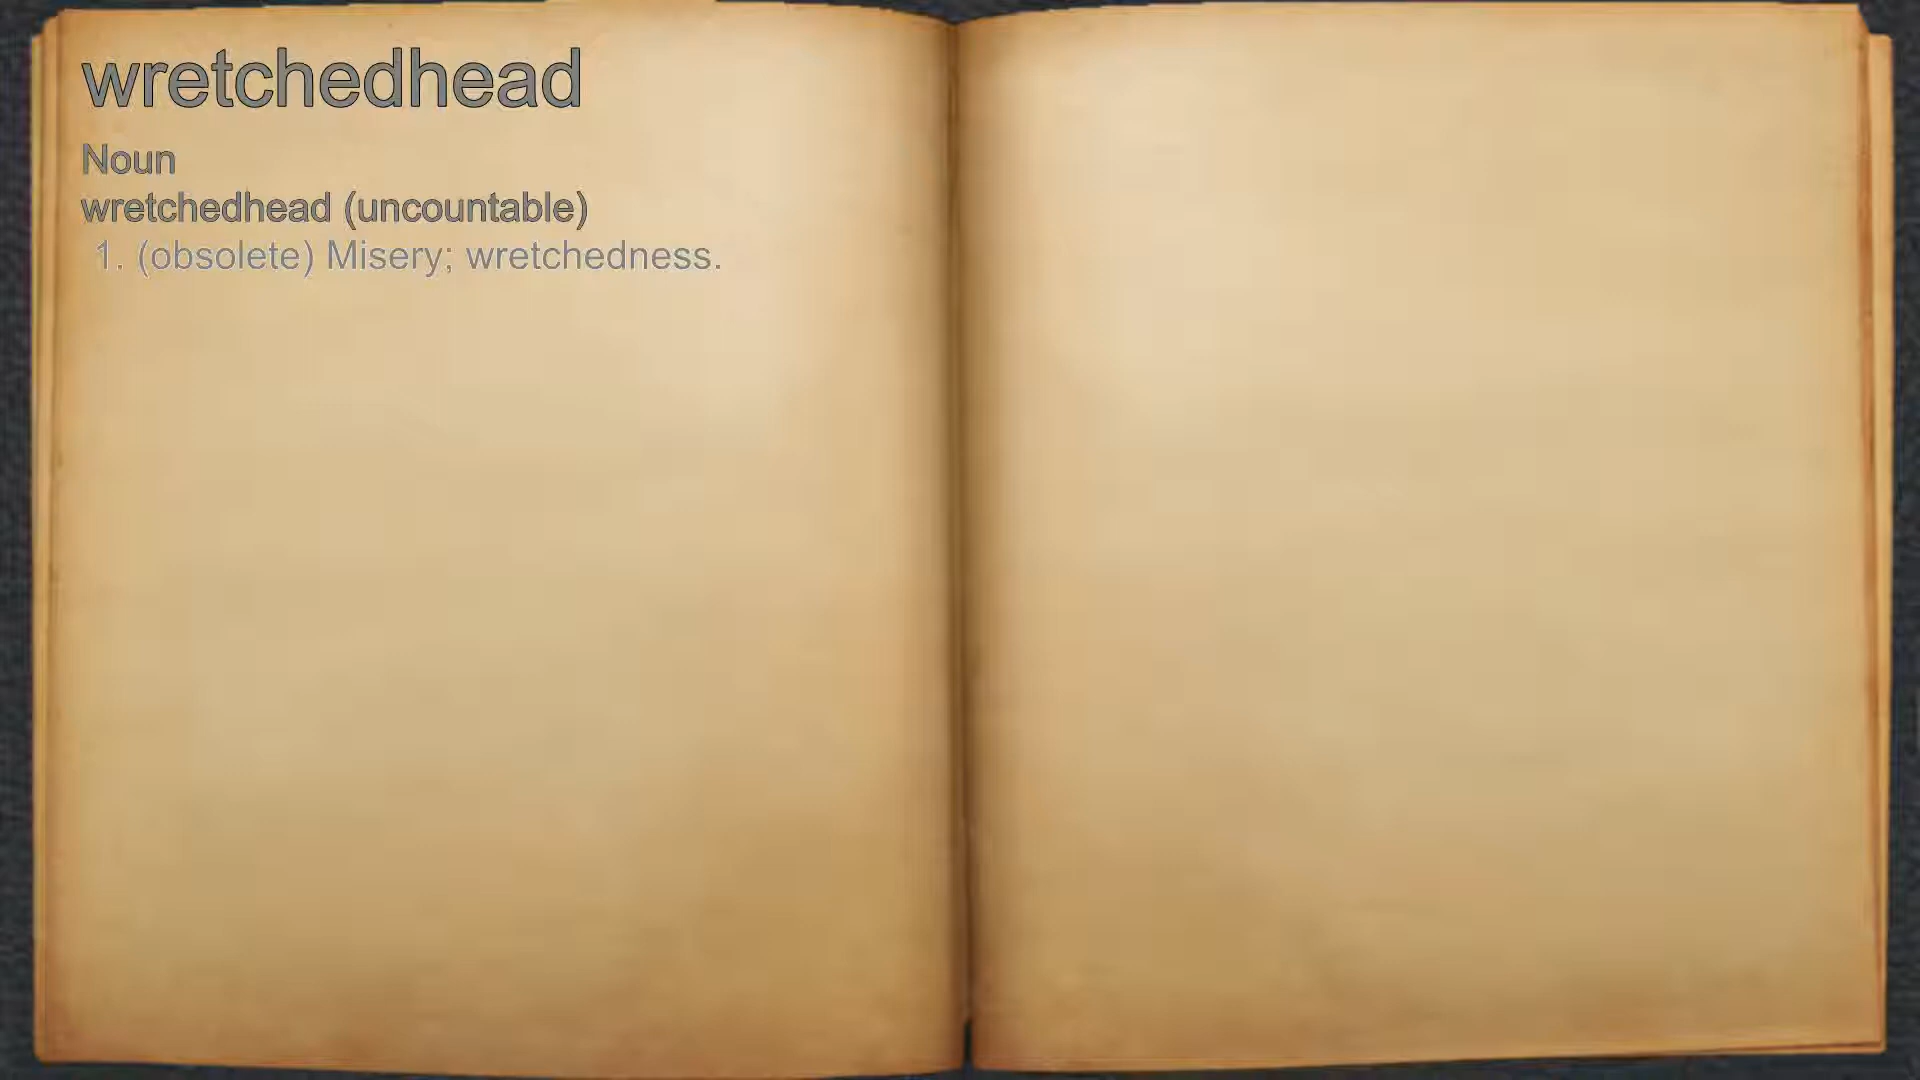 wretchedhead
Noun
wretchedhead (uncountable)
1. (obsolete) Misery; wretchedness.